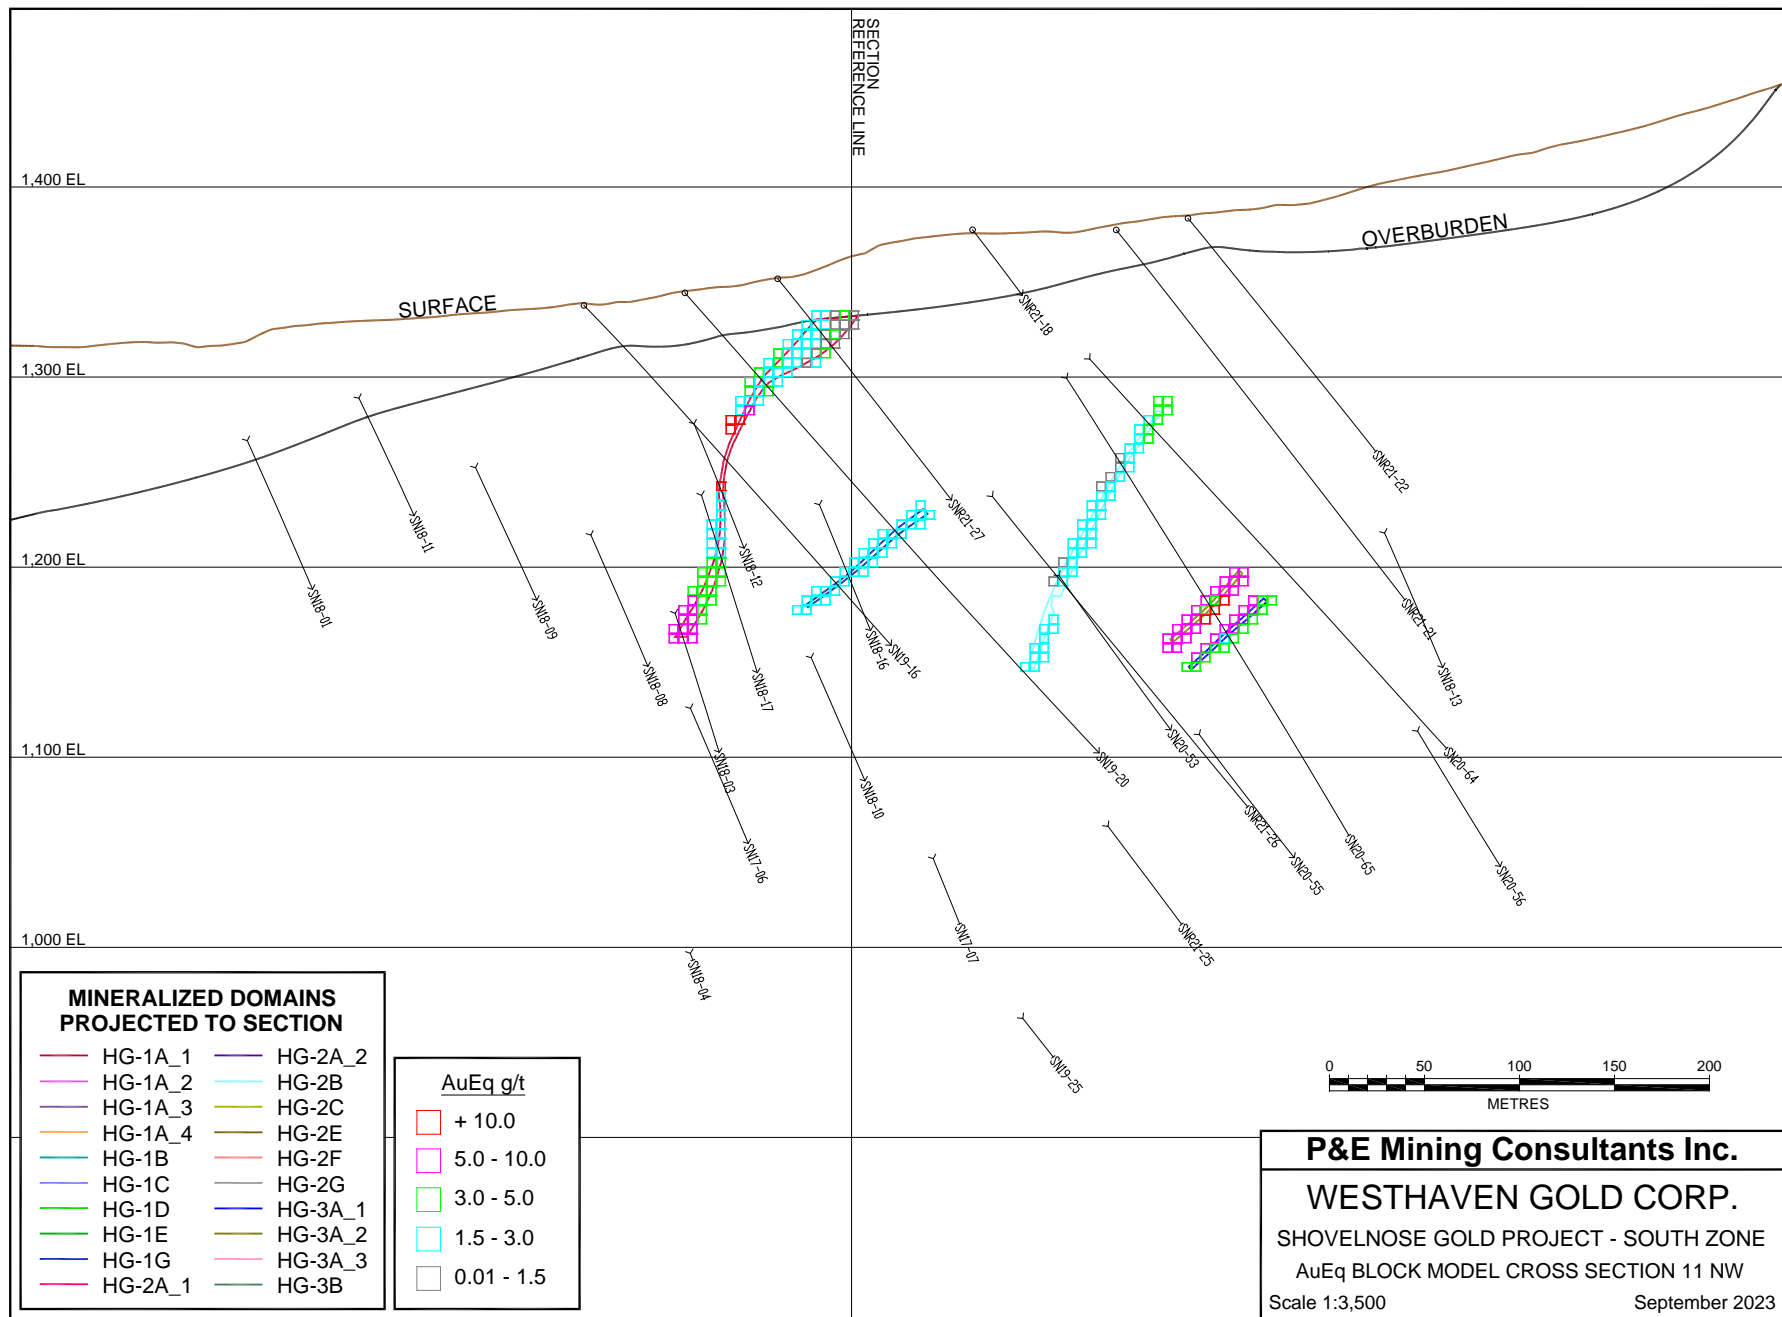 SECTION
REFERENCE LINE
1,400 EL
OVERBURDEN
SURFACE
SNR21-18
1,300 EL
SNR21-22
SNR21-27
SN18-11
SN18-12
1,200 EL
SN18-01
SN18-09
SNR21-21
SN18-16
SN19-16
SN18-08
SN18-17
SN18-13
1,100 EL
SN18-03
SN20-53
SN19-20
SN20-64
SN18-10
SNR21-26
SN17-06
SN20-65
SN20-55
SN20-56
1,000 EL
SN17-07
SNR21-25
SN18-04
SN19-25
MINERALIZED DOMAINS
PROJECTED TO SECTION
HG-1A_1 HG-2A_2
HG-1A_2 HG-2B
HG-1A_3 HG-2C
HG-1A_4 HG-2E
HG-1B HG-2F
HG-1C HG-2G
HG-1D HG-3A_1
HG-1E HG-3A_2
HG-1G HG-3A_3
HG-2A_1 HG-3B
AuEq g/t
+ 10.0
5.0 - 10.0
3.0 - 5.0
1.5 - 3.0
0.01 - 1.5
0 50 100 150 200
METRES
P&E Mining Consultants Inc.
WESTHAVEN GOLD CORP.
SHOVELNOSE GOLD PROJECT - SOUTH ZONE
AuEq BLOCK MODEL CROSS SECTION 11 NW
Scale 1:3,500 September 2023